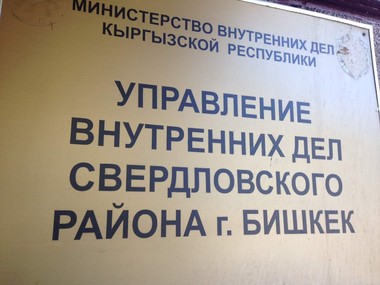 МИНИСТЕРСТВО ВНУТРЕННИХ ДЕЛ
КЫРГЫЗСКОЙ РЕСПУБЛИКИ
УПРАВЛЕНИЕ
ВНУТРЕННИХ ДЕЛ
СВЕРДЛОВСКОГО
РАЙОНА г. БИШКЕК